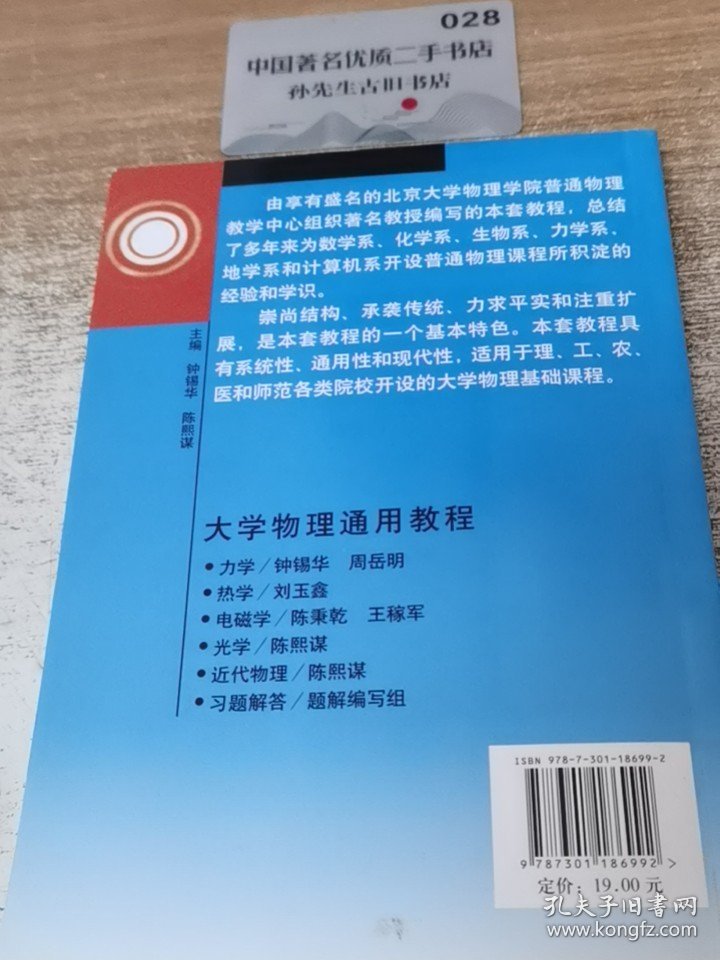 028
中国著名优质二手书店
孙先生古旧书店
由享有盛名的北京大学物理学院普通物理
教学中心组织著名教授编写的本套教程，总结
了多年来为数学系、化学系、生物系、力学系、
地学系和计算机系开设普通物理课程所积淀的
经验和学识。
崇尚结构、承袭传统、力求平实和注重扩
展，是本套教程的一个基本特色。本套教程具
有系统性、通用性和现代性，适用于理、工、农、
医和师范各类院校开设的大学物理基础课程。
主编 钟锡华 陈熙谋
大学物理通用教程
•力学/钟锡华 周岳明
•热学/刘玉鑫
•电磁学/陈秉乾 王稼军
•光学/陈熙谋
•近代物理/陈熙谋
•习题解答/题解编写组
ISBN 978-7-301-18699-2
9 787301 186992 >
定价：19.00 元
孔夫子旧书网
www.kongfz.com